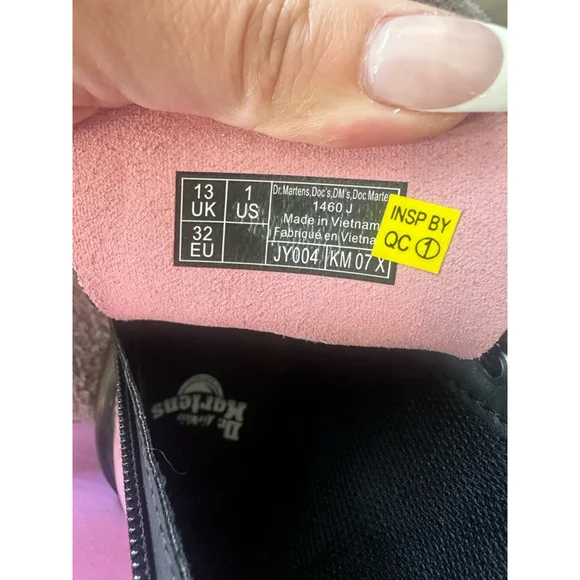 13 UK
1 US
32 EU
Dr.Martens,Doc's,DM's,Doc Marte
1460 J
Made in Vietnam
Fabriqué en Vietna
JY004
KM 07 X
INSP BY
QC 1
Dr.
Martens
AirWair